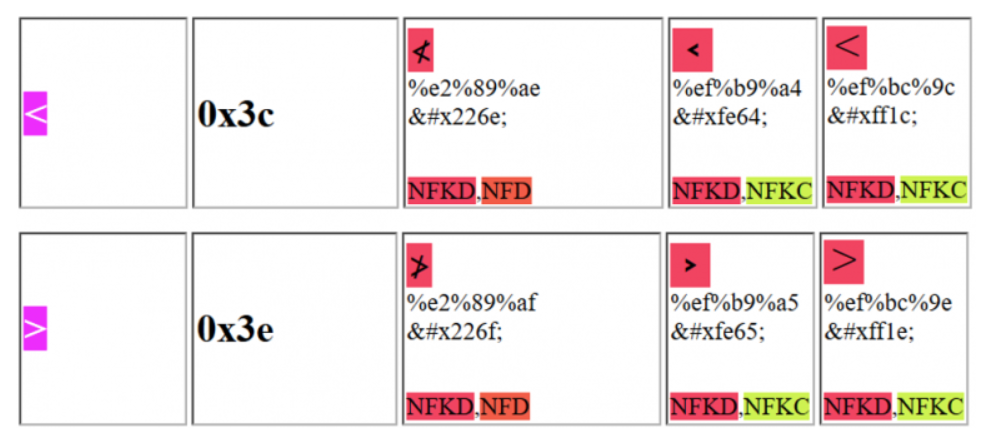 <
0x3c
≮
%e2%89%ae
&#x226e;
NFKD,NFD
﹤
%ef%b9%a4
&#xfe64;
NFKD,NFKC
<
%ef%bc%9c
&#xff1c;
NFKD,NFKC
>
0x3e
≯
%e2%89%af
&#x226f;
NFKD,NFD
﹥
%ef%b9%a5
&#xfe65;
NFKD,NFKC
>
%ef%bc%9e
&#xff1e;
NFKD,NFKC